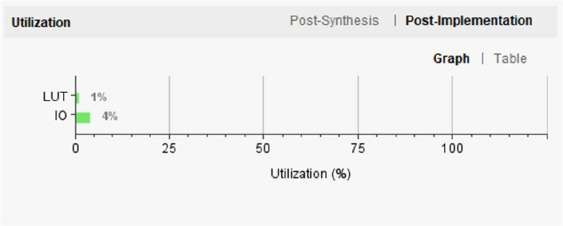 Utilization Post-Synthesis | Post-Implementation
Graph | Table
LUT 1%
IO 4%
0 25 50 75 100
Utilization (%)